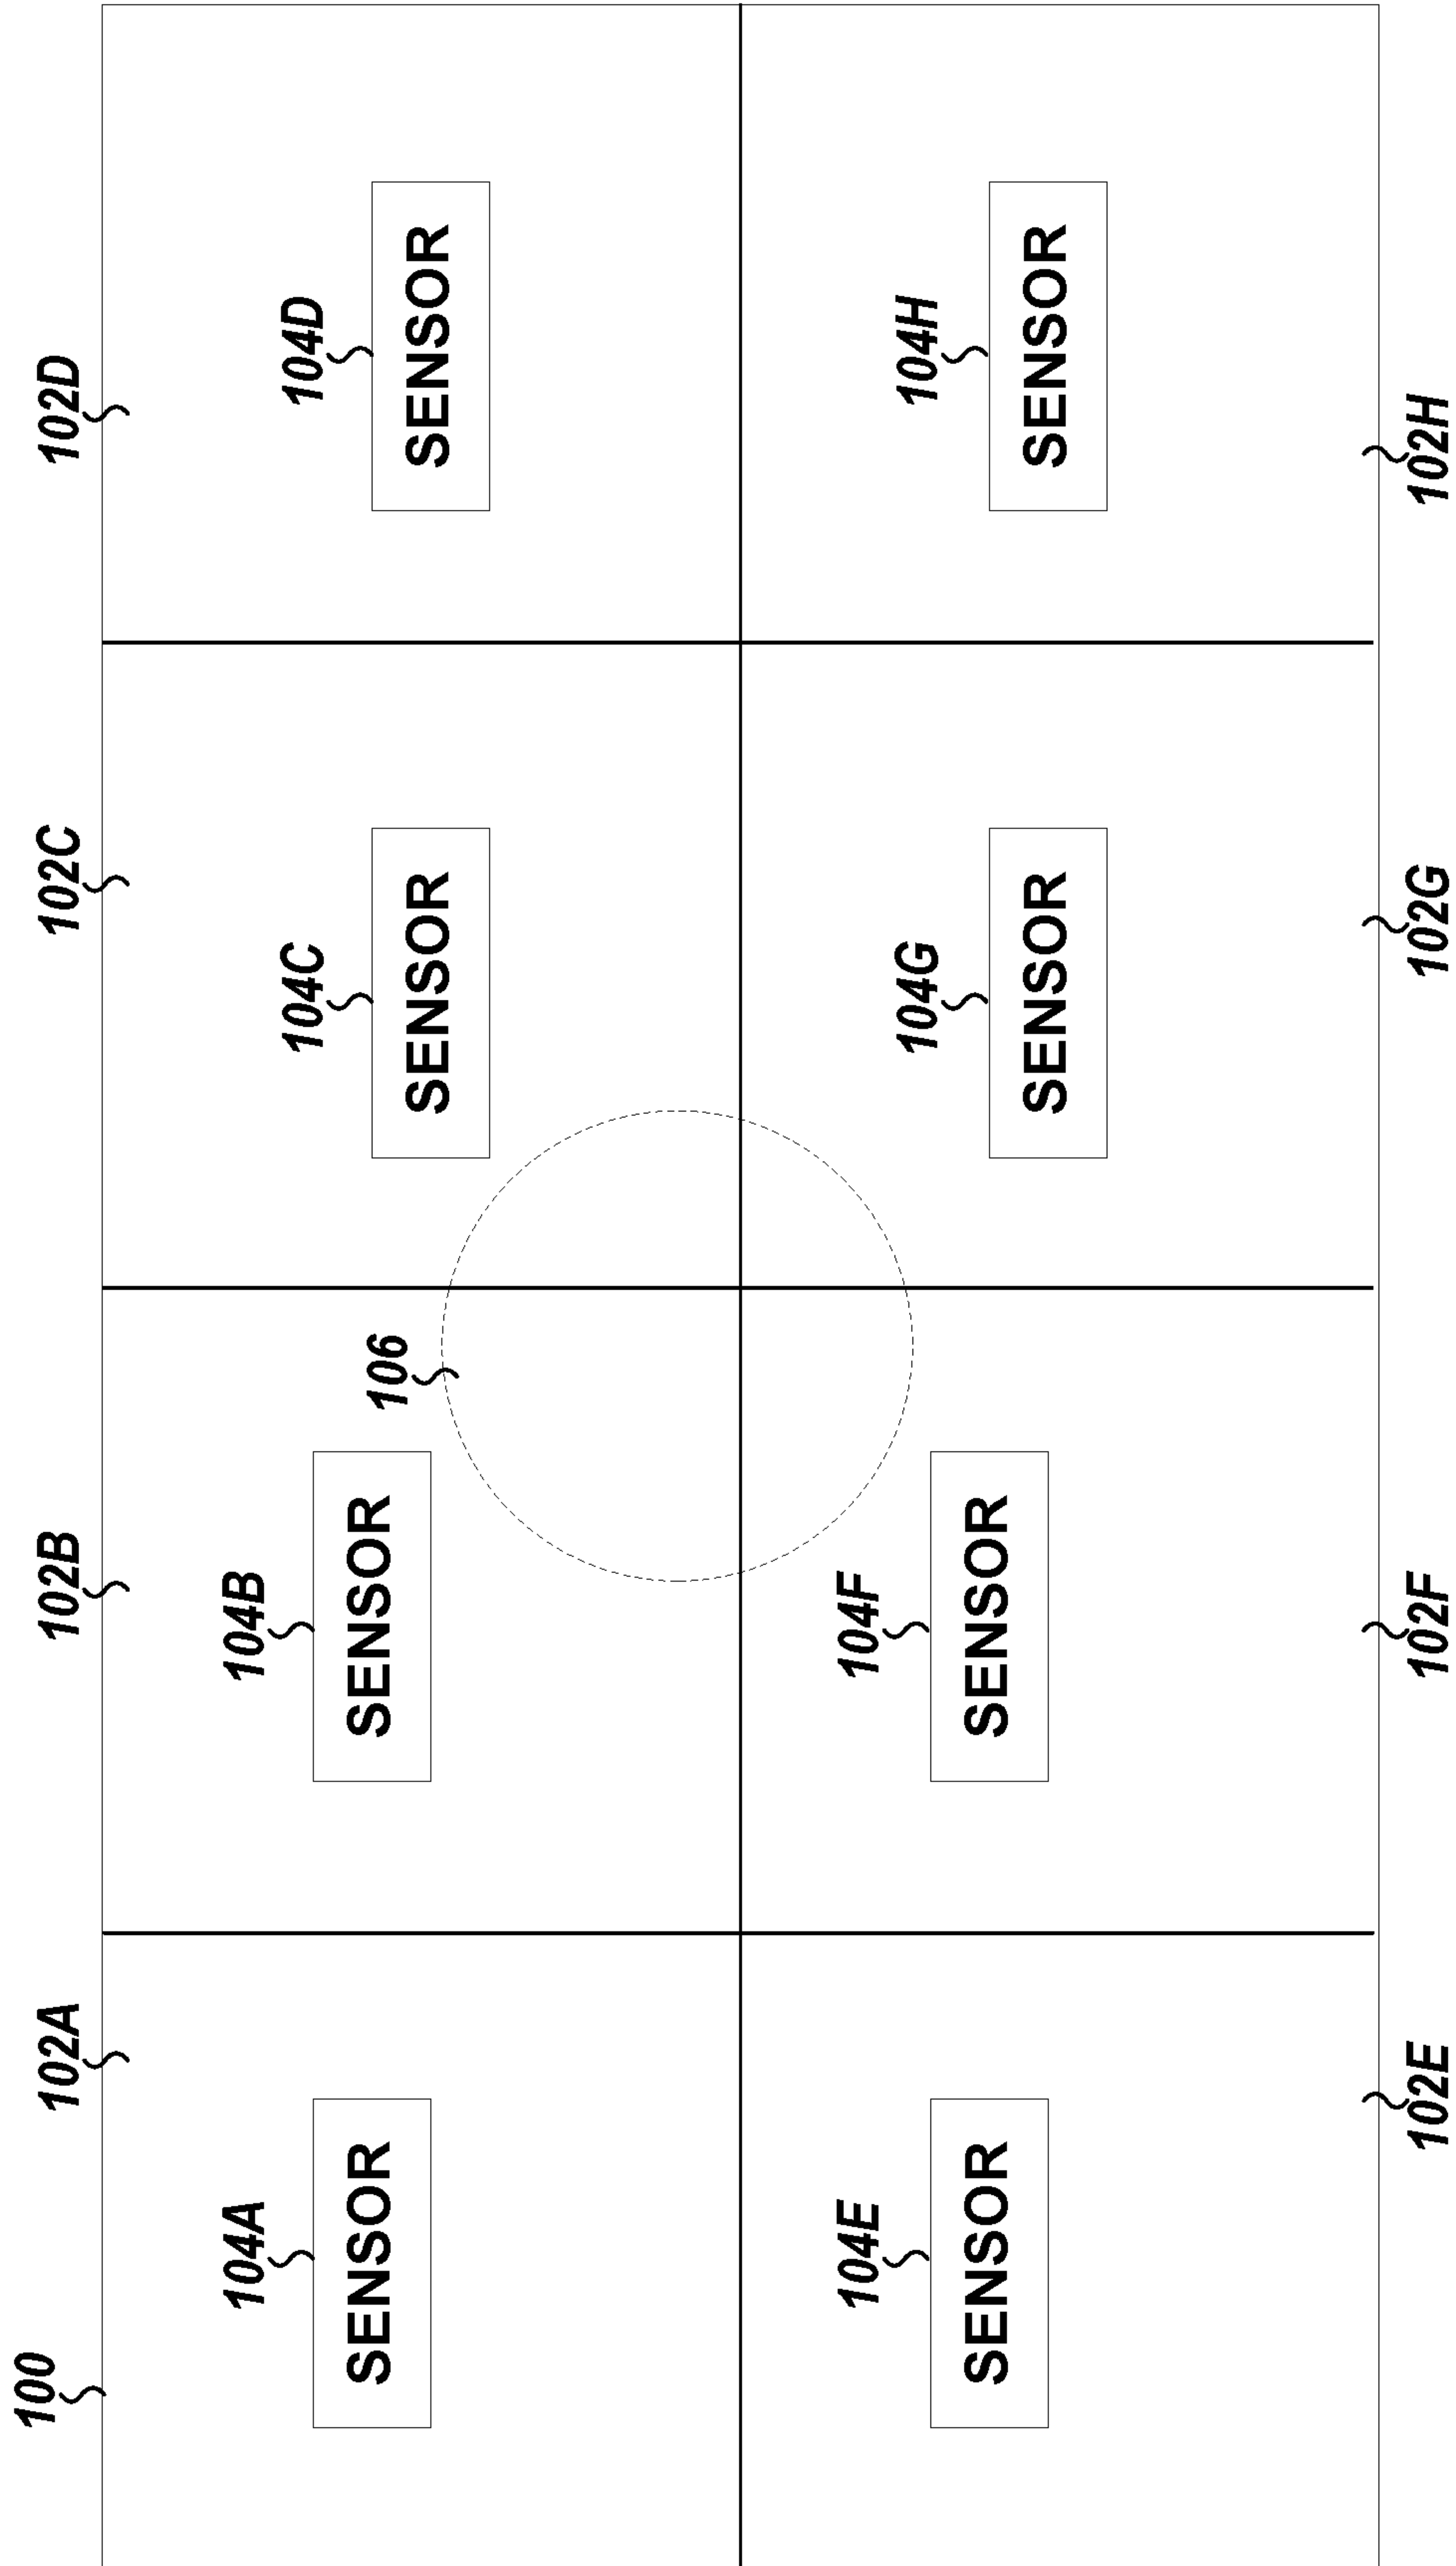 100
102A
102B
102C
102D
104A
SENSOR
104B
SENSOR
104C
SENSOR
104D
SENSOR
106
104E
SENSOR
104F
SENSOR
104G
SENSOR
104H
SENSOR
102E
102F
102G
102H